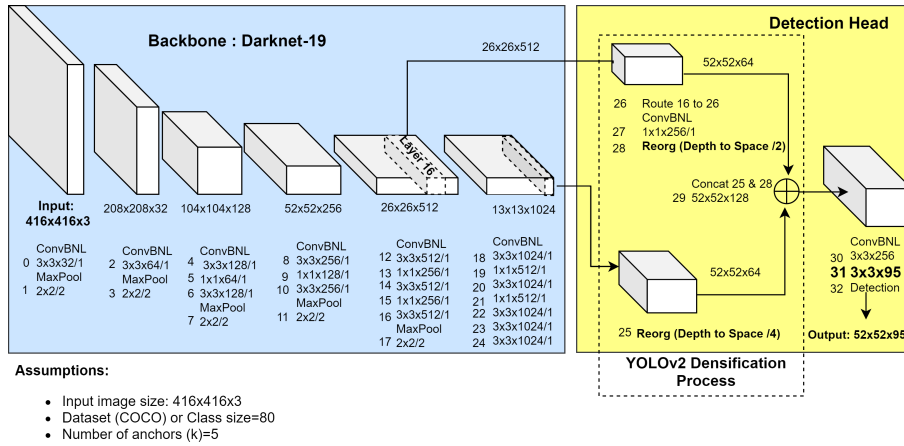 Backbone : Darknet-19
Detection Head
26x26x512
Layer 16
Input:
416x416x3
208x208x32
104x104x128
52x52x256
26x26x512
13x13x1024
ConvBNL
0 3x3x32/1
MaxPool
1 2x2/2
ConvBNL
2 3x3x64/1
MaxPool
3 2x2/2
ConvBNL
4 3x3x128/1
5 1x1x64/1
6 3x3x128/1
MaxPool
7 2x2/2
ConvBNL
8 3x3x256/1
9 1x1x128/1
10 3x3x256/1
MaxPool
11 2x2/2
ConvBNL
12 3x3x512/1
13 1x1x256/1
14 3x3x512/1
15 1x1x256/1
16 3x3x512/1
MaxPool
17 2x2/2
ConvBNL
18 3x3x1024/1
19 1x1x512/1
20 3x3x1024/1
21 1x1x512/1
22 3x3x1024/1
23 3x3x1024/1
24 3x3x1024/1
52x52x64
26 Route 16 to 26
ConvBNL
27 1x1x256/1
28 Reorg (Depth to Space /2)
Concat 25 & 28
29 52x52x128
52x52x64
25 Reorg (Depth to Space /4)
ConvBNL
30 3x3x256
31 3x3x95
32 Detection
Output: 52x52x95
YOLOv2 Densification
Process
Assumptions:
• Input image size: 416x416x3
• Dataset (COCO) or Class size=80
• Number of anchors (k)=5